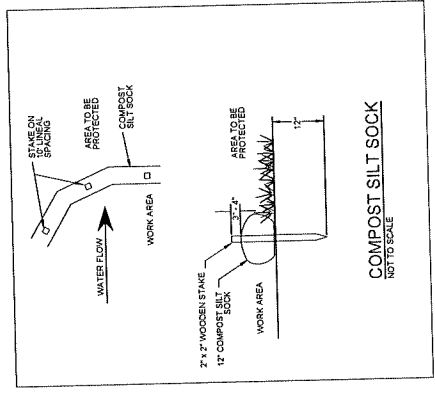 STAKE ON
10' LINEAL
SPACING
AREA TO BE
PROTECTED
COMPOST
SILT SOCK
WATER FLOW
WORK AREA
2" x 2" WOODEN STAKE
12" COMPOST SILT
SOCK
3" - 4"
AREA TO BE
PROTECTED
WORK AREA
12"
COMPOST SILT SOCK
NOT TO SCALE